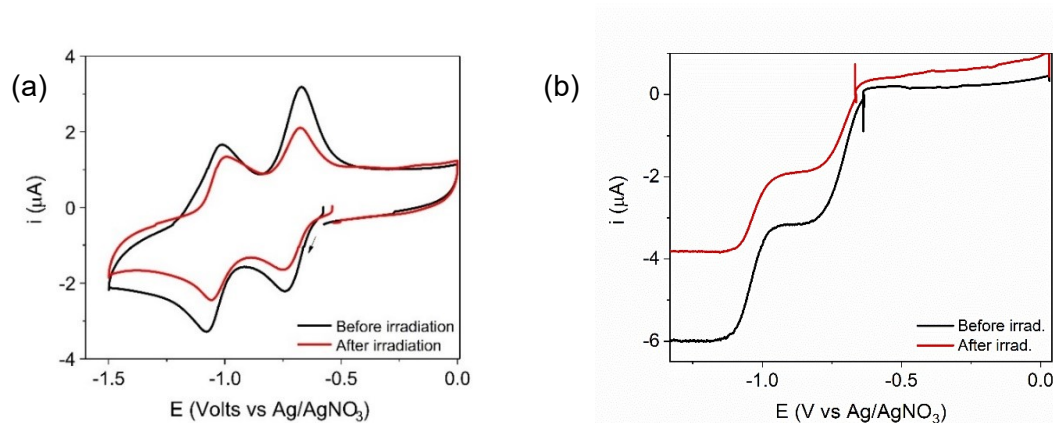 (a)
4
2
0
-2
-4
i (μA)
-1.5 -1.0 -0.5 0.0
E (Volts vs Ag/AgNO₃)
Before irradiation
After irradiation
(b)
0
-2
-4
-6
i (μA)
-1.0 -0.5 0.0
E (V vs Ag/AgNO₃)
Before irrad.
After irrad.